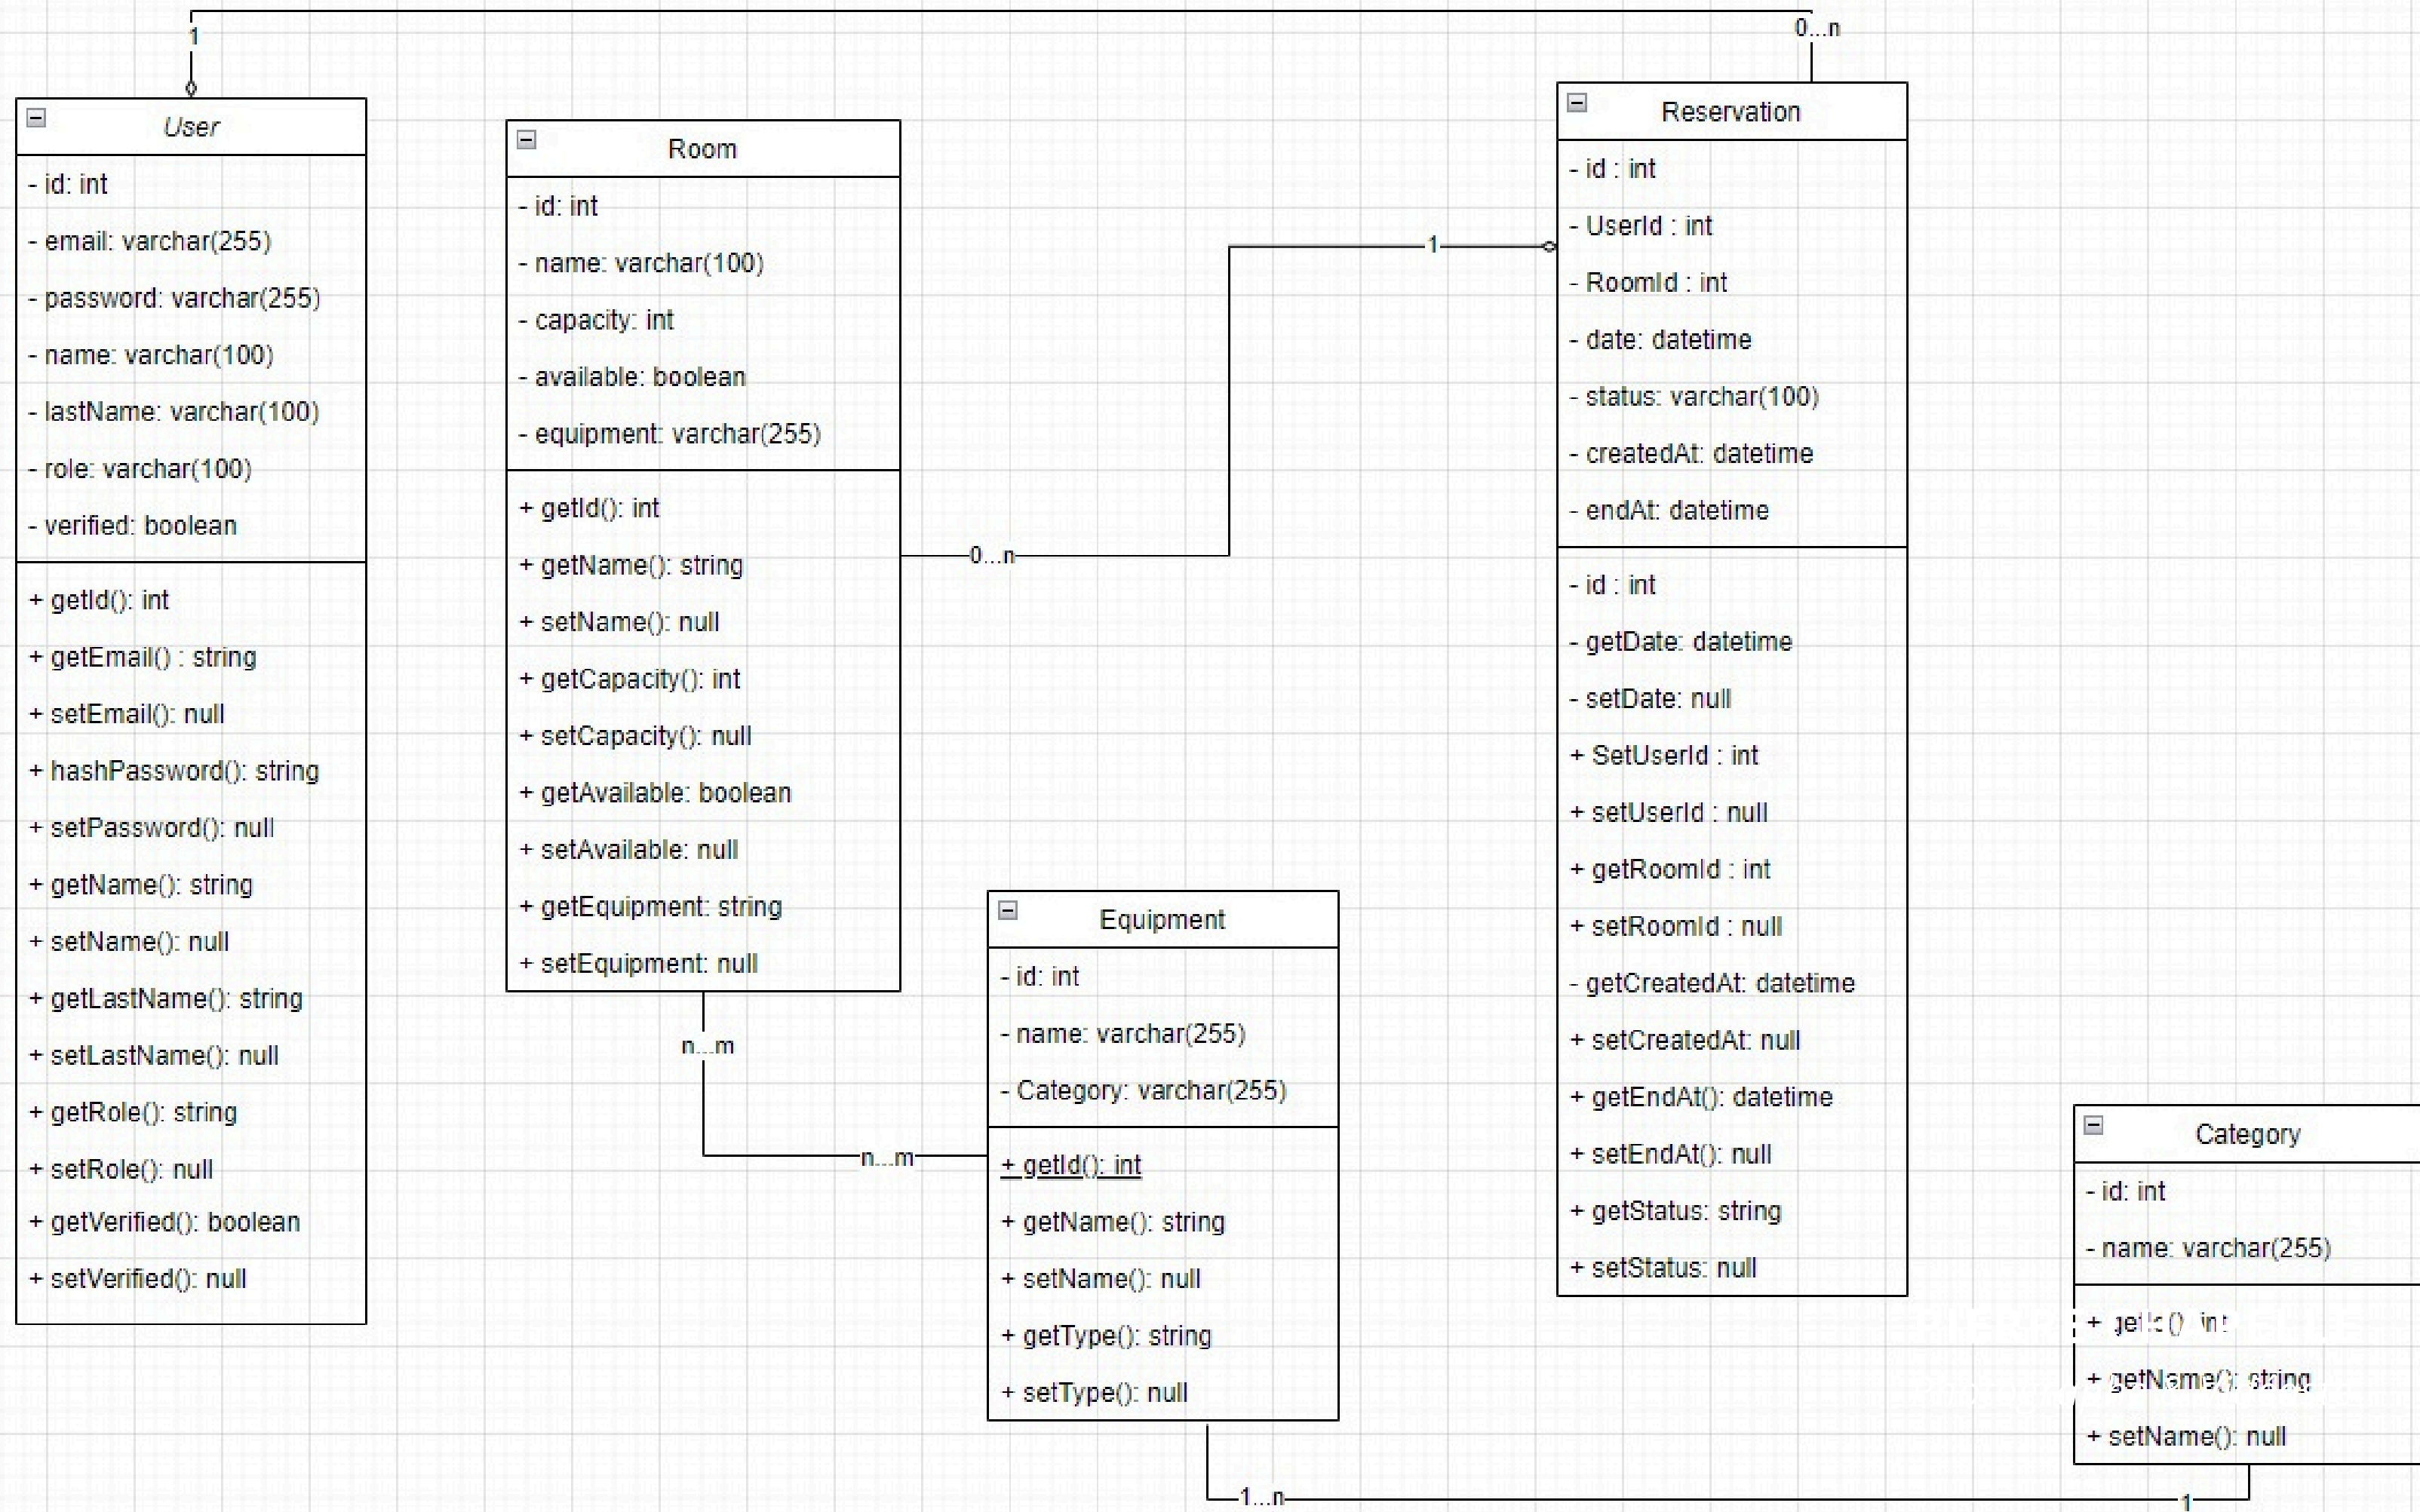 1
0...n
User
- id: int
- email: varchar(255)
- password: varchar(255)
- name: varchar(100)
- lastName: varchar(100)
- role: varchar(100)
- verified: boolean
+ getId(): int
+ getEmail() : string
+ setEmail(): null
+ hashPassword(): string
+ setPassword(): null
+ getName(): string
+ setName(): null
+ getLastName(): string
+ setLastName(): null
+ getRole(): string
+ setRole(): null
+ getVerified(): boolean
+ setVerified(): null
Room
- id: int
- name: varchar(100)
- capacity: int
- available: boolean
- equipment: varchar(255)
+ getId(): int
+ getName(): string
+ setName(): null
+ getCapacity(): int
+ setCapacity(): null
+ getAvailable: boolean
+ setAvailable: null
+ getEquipment: string
+ setEquipment: null
0...n
1
n...m
n...m
Equipment
- id: int
- name: varchar(255)
- Category: varchar(255)
+ getId(): int
+ getName(): string
+ setName(): null
+ getType(): string
+ setType(): null
1...n
1
Reservation
- id : int
- UserId : int
- RoomId : int
- date: datetime
- status: varchar(100)
- createdAt: datetime
- endAt: datetime
- id : int
- getDate: datetime
- setDate: null
+ SetUserId : int
+ setUserId : null
+ getRoomId : int
+ setRoomId : null
- getCreatedAt: datetime
+ setCreatedAt: null
+ getEndAt(): datetime
+ setEndAt(): null
+ getStatus: string
+ setStatus: null
Category
- id: int
- name: varchar(255)
+ getId() int
+ getName(): string
+ setName(): null